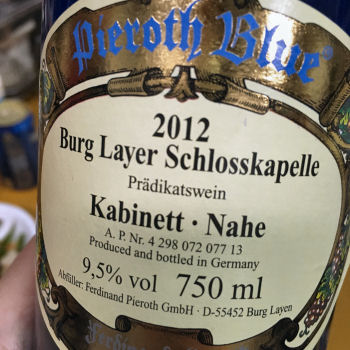 Pieroth Blue®
2012
Burg Layer Schlosskapelle
Prädikatswein
Kabinett · Nahe
A. P. Nr. 4 298 072 077 13
Produced and bottled in Germany
9,5% vol 750 ml
Abfüller: Ferdinand Pieroth GmbH · D-55452 Burg Layen